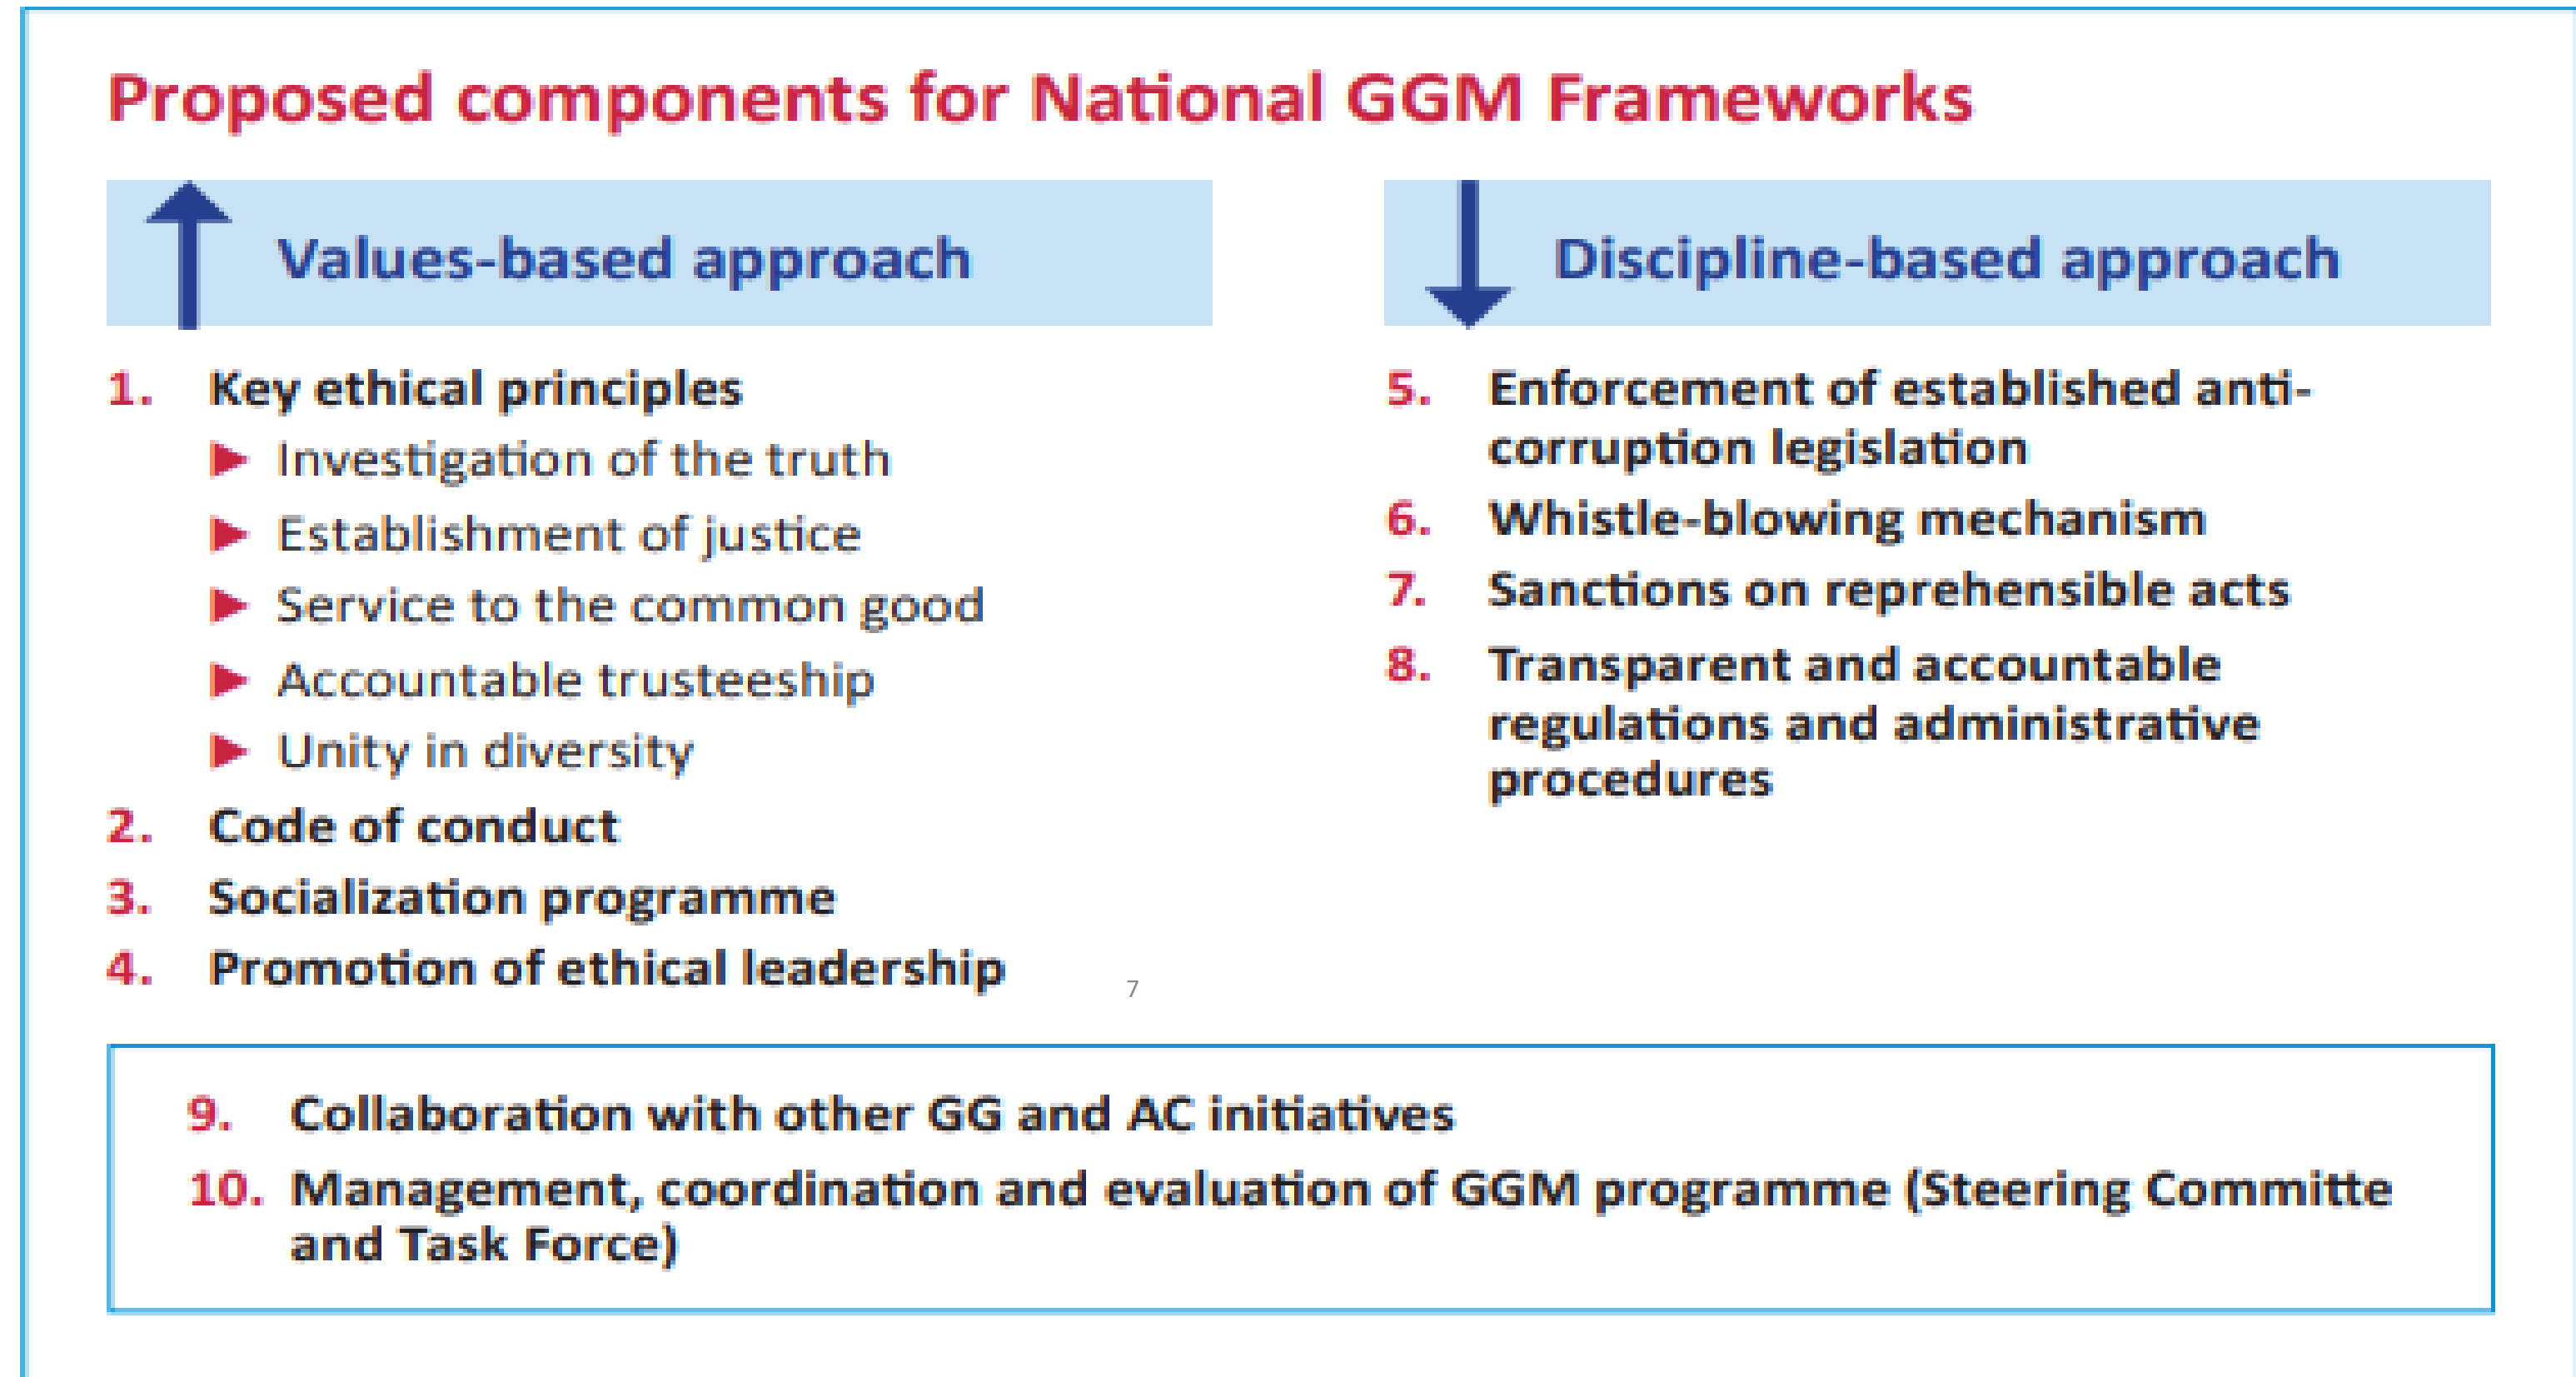 Proposed components for National GGM Frameworks
Values-based approach
1. Key ethical principles
Investigation of the truth
Establishment of justice
Service to the common good
Accountable trusteeship
Unity in diversity
2. Code of conduct
3. Socialization programme
4. Promotion of ethical leadership
Discipline-based approach
5. Enforcement of established anti-
corruption legislation
6. Whistle-blowing mechanism
7. Sanctions on reprehensible acts
8. Transparent and accountable
regulations and administrative
procedures
7
9. Collaboration with other GG and AC initiatives
10. Management, coordination and evaluation of GGM programme (Steering Committe
and Task Force)